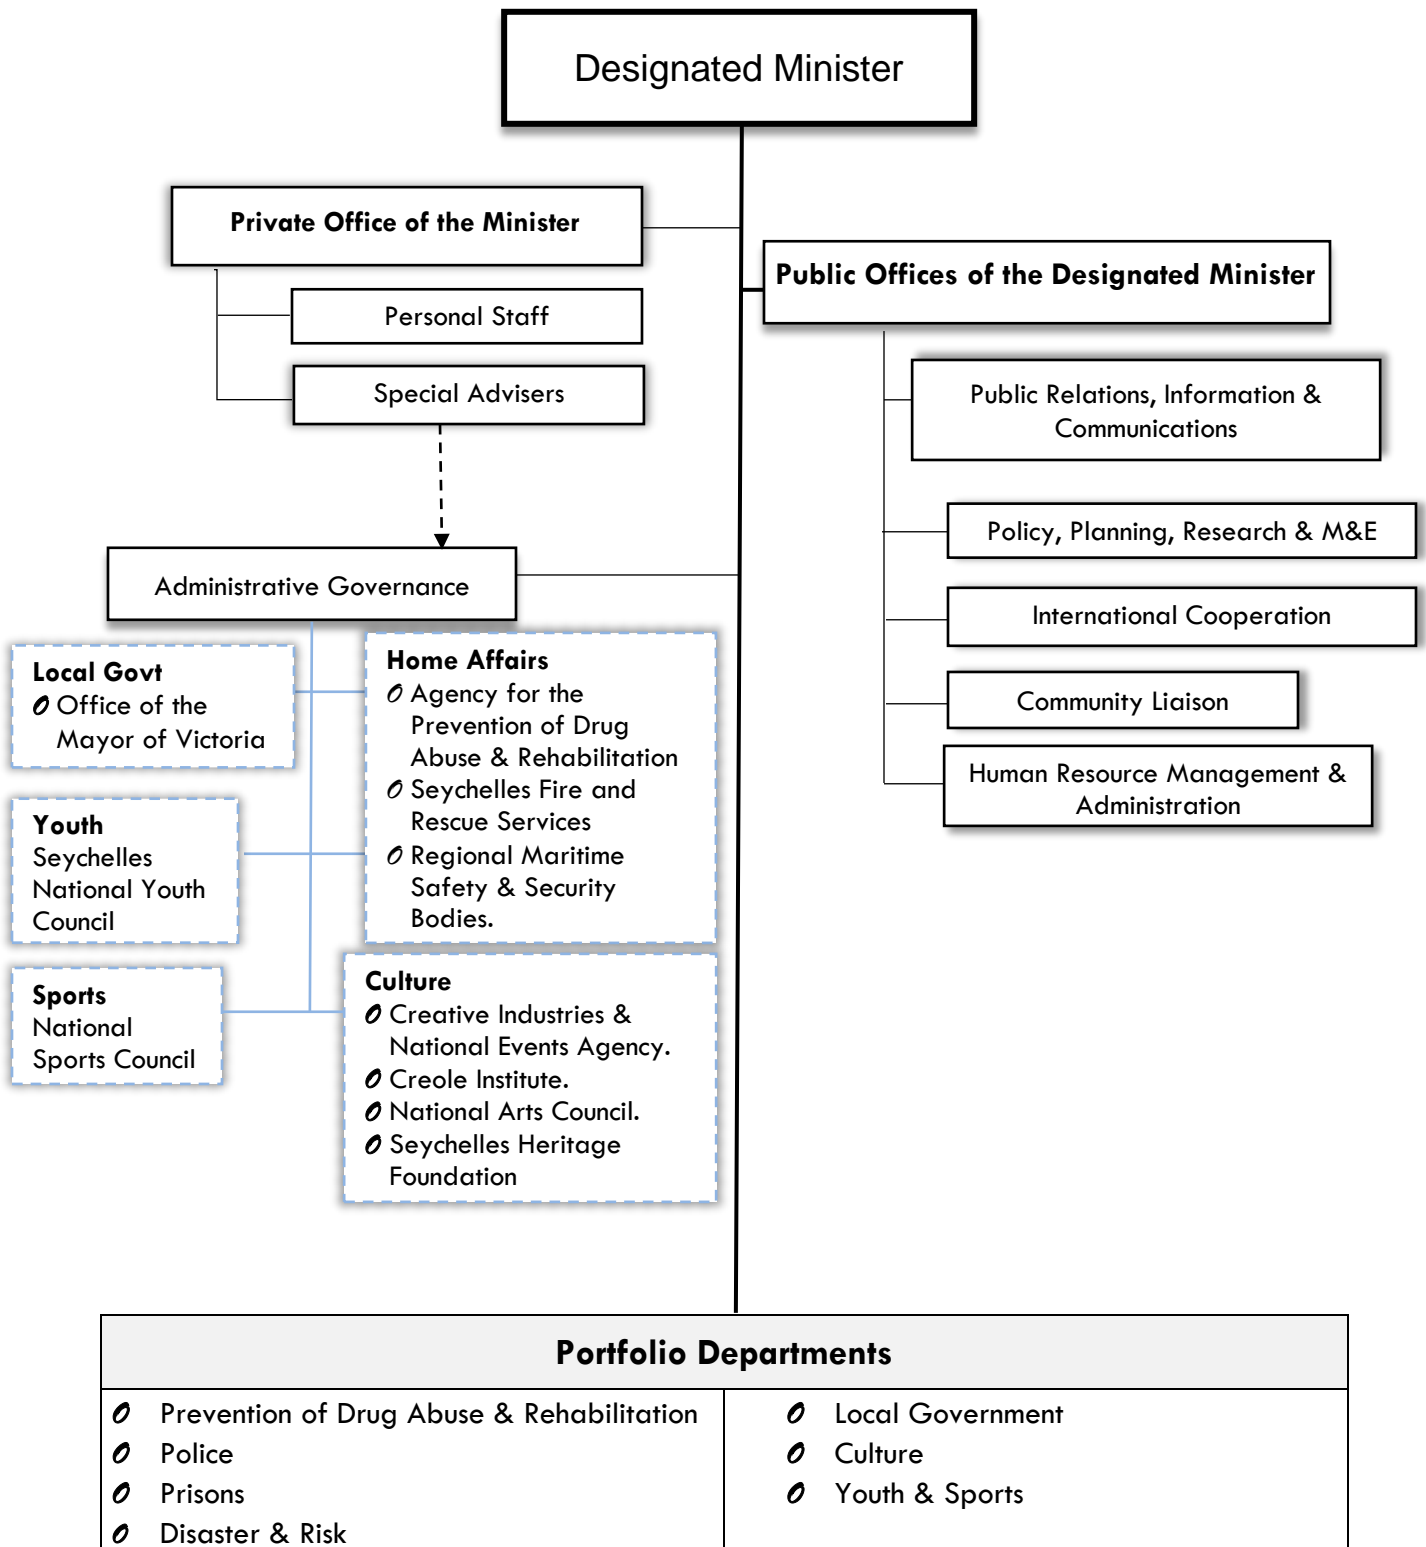 Designated Minister
Private Office of the Minister
Personal Staff
Special Advisers
Public Offices of the Designated Minister
Public Relations, Information &
Communications
Policy, Planning, Research & M&E
International Cooperation
Community Liaison
Human Resource Management &
Administration
Administrative Governance
Local Govt
Office of the
Mayor of Victoria
Youth
Seychelles
National Youth
Council
Sports
National
Sports Council
Home Affairs
Agency for the
Prevention of Drug
Abuse & Rehabilitation
Seychelles Fire and
Rescue Services
Regional Maritime
Safety & Security
Bodies.
Culture
Creative Industries &
National Events Agency.
Creole Institute.
National Arts Council.
Seychelles Heritage
Foundation
Portfolio Departments
Prevention of Drug Abuse & Rehabilitation
Police
Prisons
Disaster & Risk
Local Government
Culture
Youth & Sports